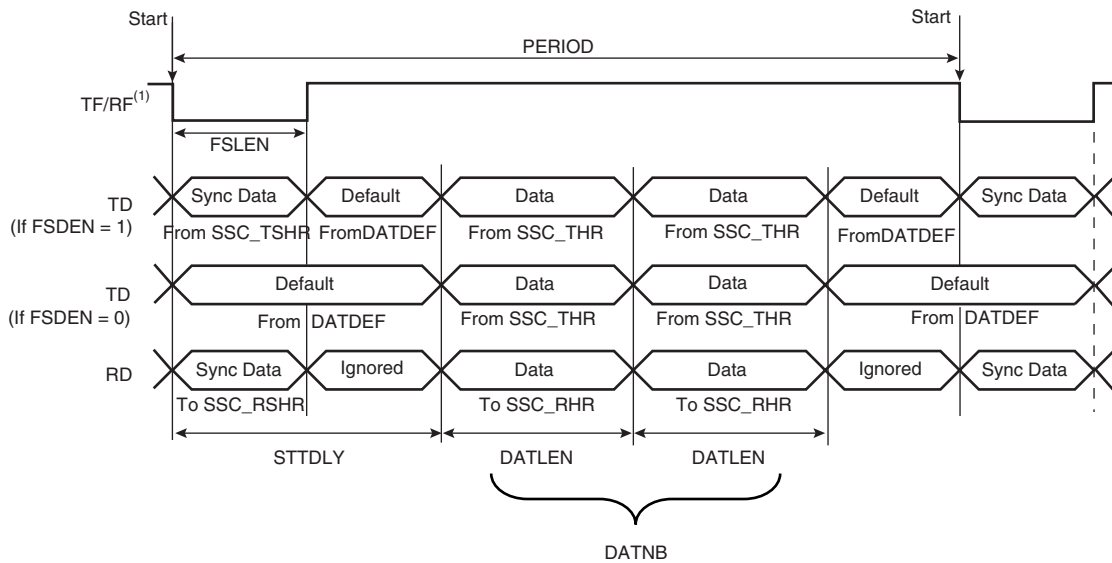 Start
Start
PERIOD
TF/RF(1)
FSLEN
TD
(If FSDEN = 1)
Sync Data
Default
Data
Data
Default
Sync Data
From SSC_TSHR
FromDATDEF
From SSC_THR
From SSC_THR
FromDATDEF
TD
(If FSDEN = 0)
Default
Data
Data
Default
From DATDEF
From SSC_THR
From SSC_THR
From DATDEF
RD
Sync Data
Ignored
Data
Data
Ignored
Sync Data
To SSC_RSHR
To SSC_RHR
To SSC_RHR
STTDLY
DATLEN
DATLEN
DATNB